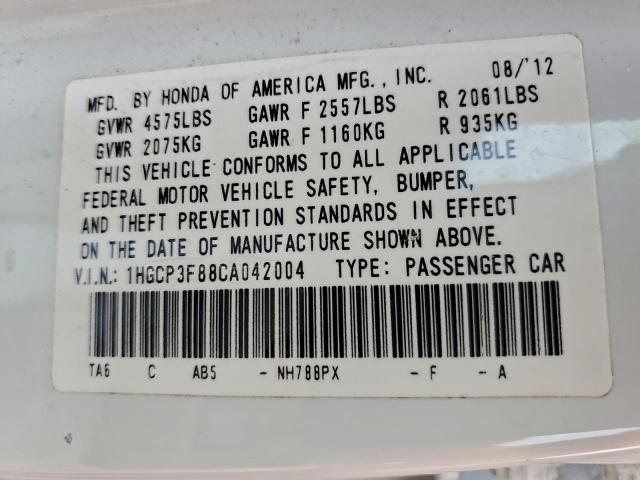 MFD. BY HONDA OF AMERICA MFG., INC. 08/'12
GVWR 4575LBS GAWR F 2557LBS R 2061LBS
GVWR 2075KG GAWR F 1160KG R 935KG
THIS VEHICLE CONFORMS TO ALL APPLICABLE
FEDERAL MOTOR VEHICLE SAFETY, BUMPER,
AND THEFT PREVENTION STANDARDS IN EFFECT
ON THE DATE OF MANUFACTURE SHOWN ABOVE.
V.I.N.: 1HGCP3F88CA042004 TYPE: PASSENGER CAR
TA6 C AB5 - NH788PX - F - A